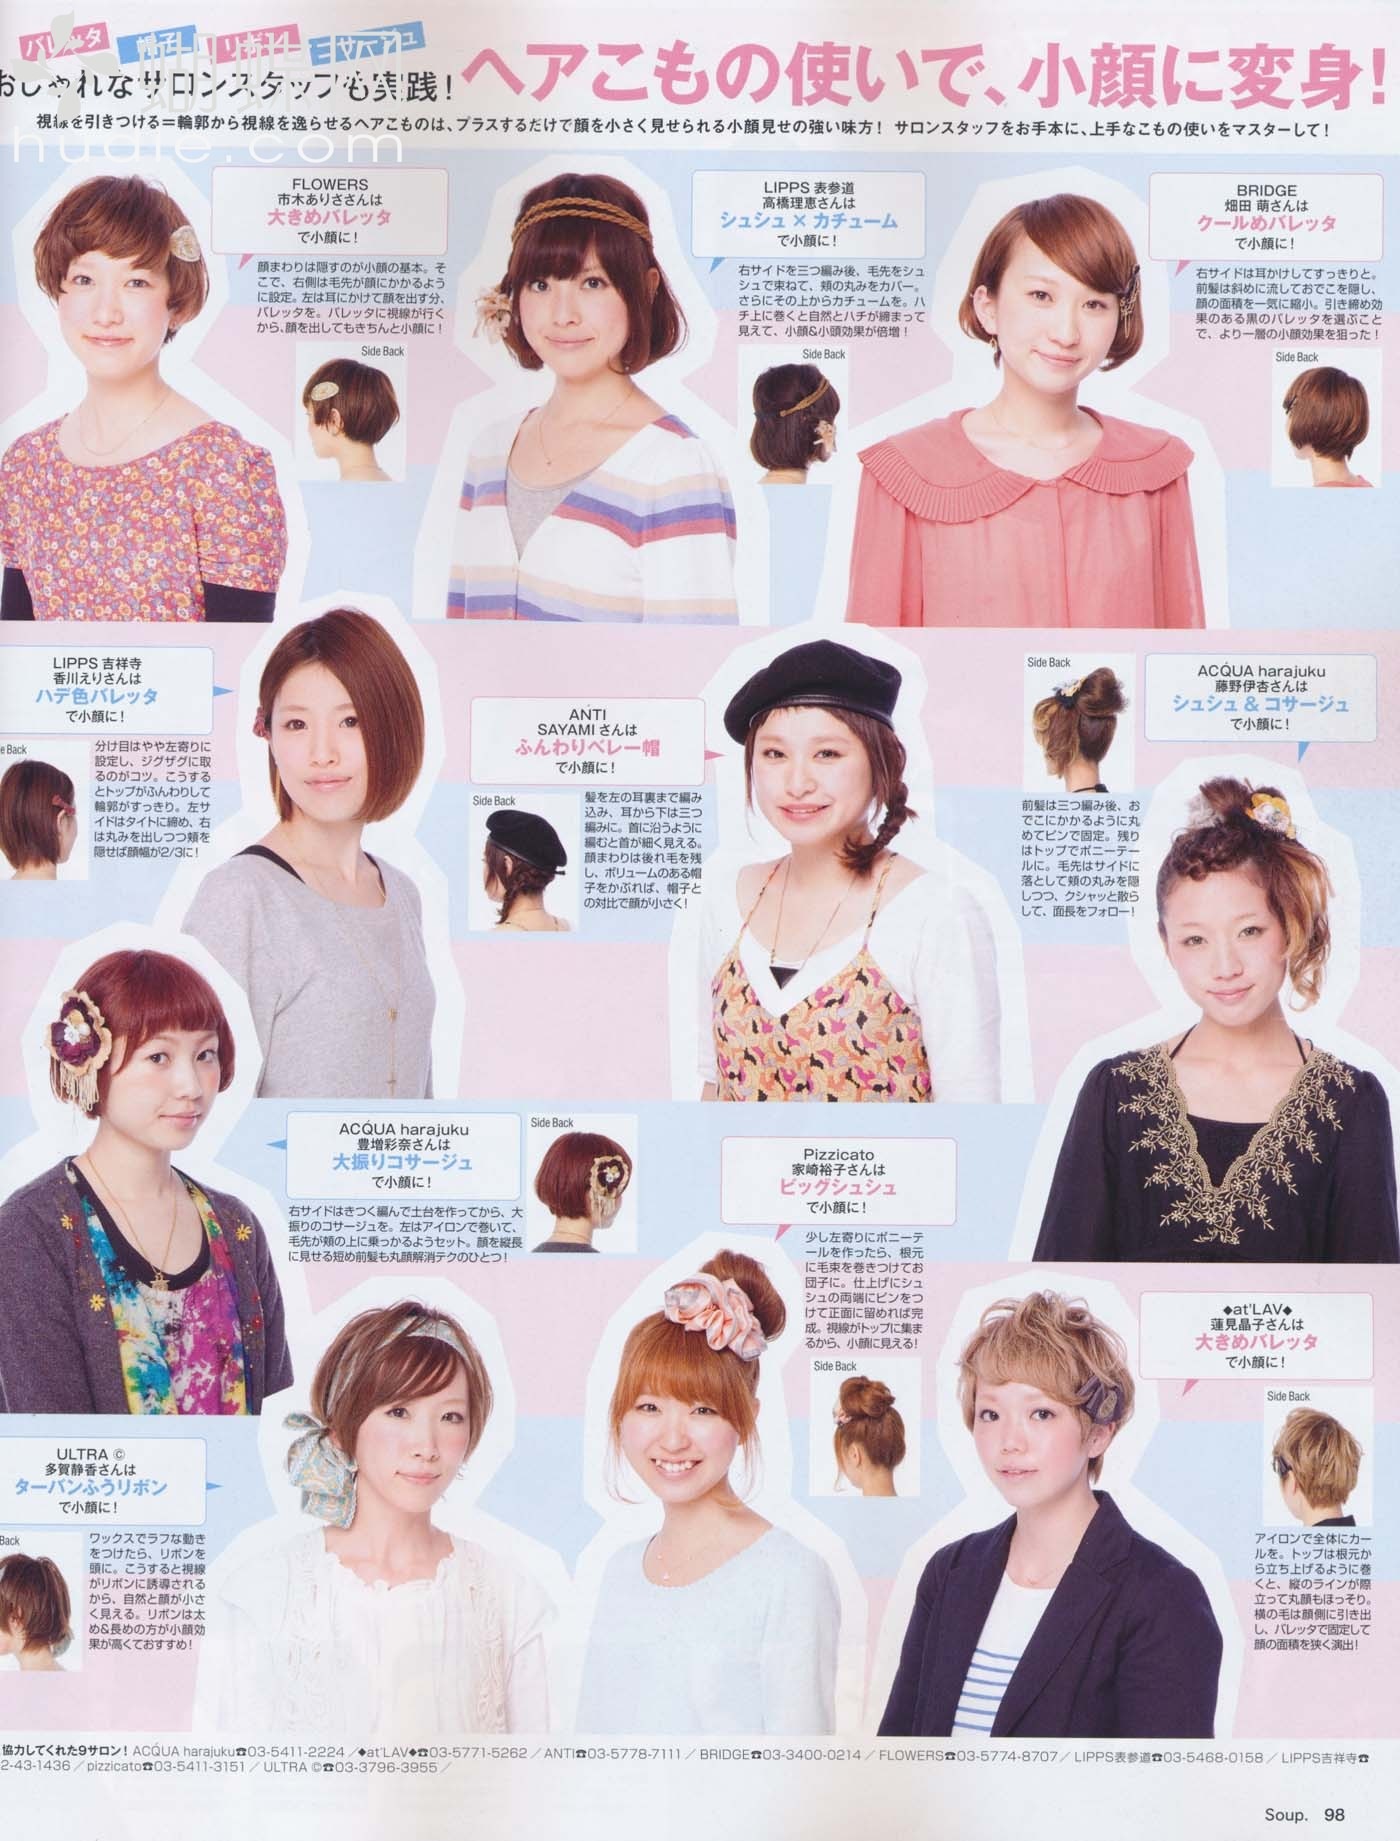 バレッタ
帽子
リボン
コサージュ
蝴蝶网
hudie.com
おしゃれなサロンスタッフも実践!
ヘアこもの使いで、小顔に変身!
視線を引きつける=輪郭から視線を逸らせるヘアこものは、プラスするだけで顔を小さく見せられる小顔見せの強い味方! サロンスタッフをお手本に、上手なこもの使いをマスターして!
FLOWERS
市木ありささんは
大きめバレッタ
で小顔に!
顔まわりは隠すのが小顔の基本。そ
こで、右側は毛先が顔にかかるよう
に設定。左は耳にかけて顔を出す分、
バレッタを。バレッタに視線が行く
から、顔を出してもきちんと小顔に!
Side Back
LIPPS 表参道
高橋理恵さんは
シュシュ×カチューム
で小顔に!
右サイドを三つ編み後、毛先をシュ
シュで束ねて、頬の丸みをカバー。
さらにその上からカチュームを。ハ
チ上に巻くと自然とハチが締まって
見えて、小顔&小頭効果が倍増!
Side Back
BRIDGE
畑田 萌さんは
クールめバレッタ
で小顔に!
右サイドは耳かけしてすっきりと。
前髪は斜めに流しておでこを隠し、
顔の面積を一気に縮小。引き締め効
果のある黒のバレッタを選ぶこと
で、より一層の小顔効果を狙った!
Side Back
LIPPS 吉祥寺
香川えりさんは
ハデ色バレッタ
で小顔に!
e Back
分け目はやや左寄りに
設定し、ジグザグに取
るのがコツ。こうする
とトップがふんわりして
輪郭がすっきり。左サ
イドはタイトに締め、右
は丸みを出しつつ頬を
隠せば顔幅が2/3に!
ANTI
SAYAMIさんは
ふんわりベレー帽
で小顔に!
Side Back
髪を左の耳裏まで編み
込み、耳から下は三つ
編みに。首に沿うように
編むと首が細く見える。
顔まわりは後れ毛を残
し、ボリュームのある帽
子をかぶれば、帽子と
の対比で顔が小さく!
Side Back
ACQUA harajuku
藤野伊杏さんは
シュシュ&コサージュ
で小顔に!
前髪は三つ編み後、お
でこにかかるように丸
めてピンで固定。残り
はトップでポニーテー
ルに。毛先はサイドに
落として頬の丸みを隠
しつつ、クシャッと散ら
して、面長をフォロー!
ACQUA harajuku
豊増彩奈さんは
大振りコサージュ
で小顔に!
右サイドはきつく編んで土台を作ってから、大
振りのコサージュを。左はアイロンで巻いて、
毛先が頬の上に乗っかるようセット。顔を縦長
に見せる短め前髪も丸顔解消テクのひとつ!
Side Back
Pizzicato
家崎裕子さんは
ビッグシュシュ
で小顔に!
少し左寄りにポニーテ
ールを作ったら、根元
に毛束を巻きつけてお
団子に。仕上げにシュ
シュの両端にピンをつ
けて正面に留めれば完
成。視線がトップに集ま
るから、小顔に見える!
Side Back
◆at'LAV◆
蓮見晶子さんは
大きめバレッタ
で小顔に!
Side Back
アイロンで全体にカー
ルを。トップは根元か
ら立ち上げるように巻
くと、縦のラインが際
立って丸顔もほっそり。
横の毛は顔側に引き出
し、バレッタで固定して
顔の面積を狭く演出!
ULTRA ©
多賀静香さんは
ターバンふうリボン
で小顔に!
Back
ワックスでラフな動き
をつけたら、リボンを
頭に。こうすると視線
がリボンに誘導される
から、自然と顔が小さ
く見える。リボンは太
め&長めの方が小顔効
果が高くておすすめ!
協力してくれた9サロン! ACQUA harajuku☎03-5411-2224/◆at'LAV◆☎03-5771-5262/ANTI☎03-5778-7111/BRIDGE☎03-3400-0214/FLOWERS☎03-5774-8707/LIPPS表参道☎03-5468-0158/LIPPS吉祥寺☎
2-43-1436/pizzicato☎03-5411-3151/ULTRA ©☎03-3796-3955/
Soup. 98